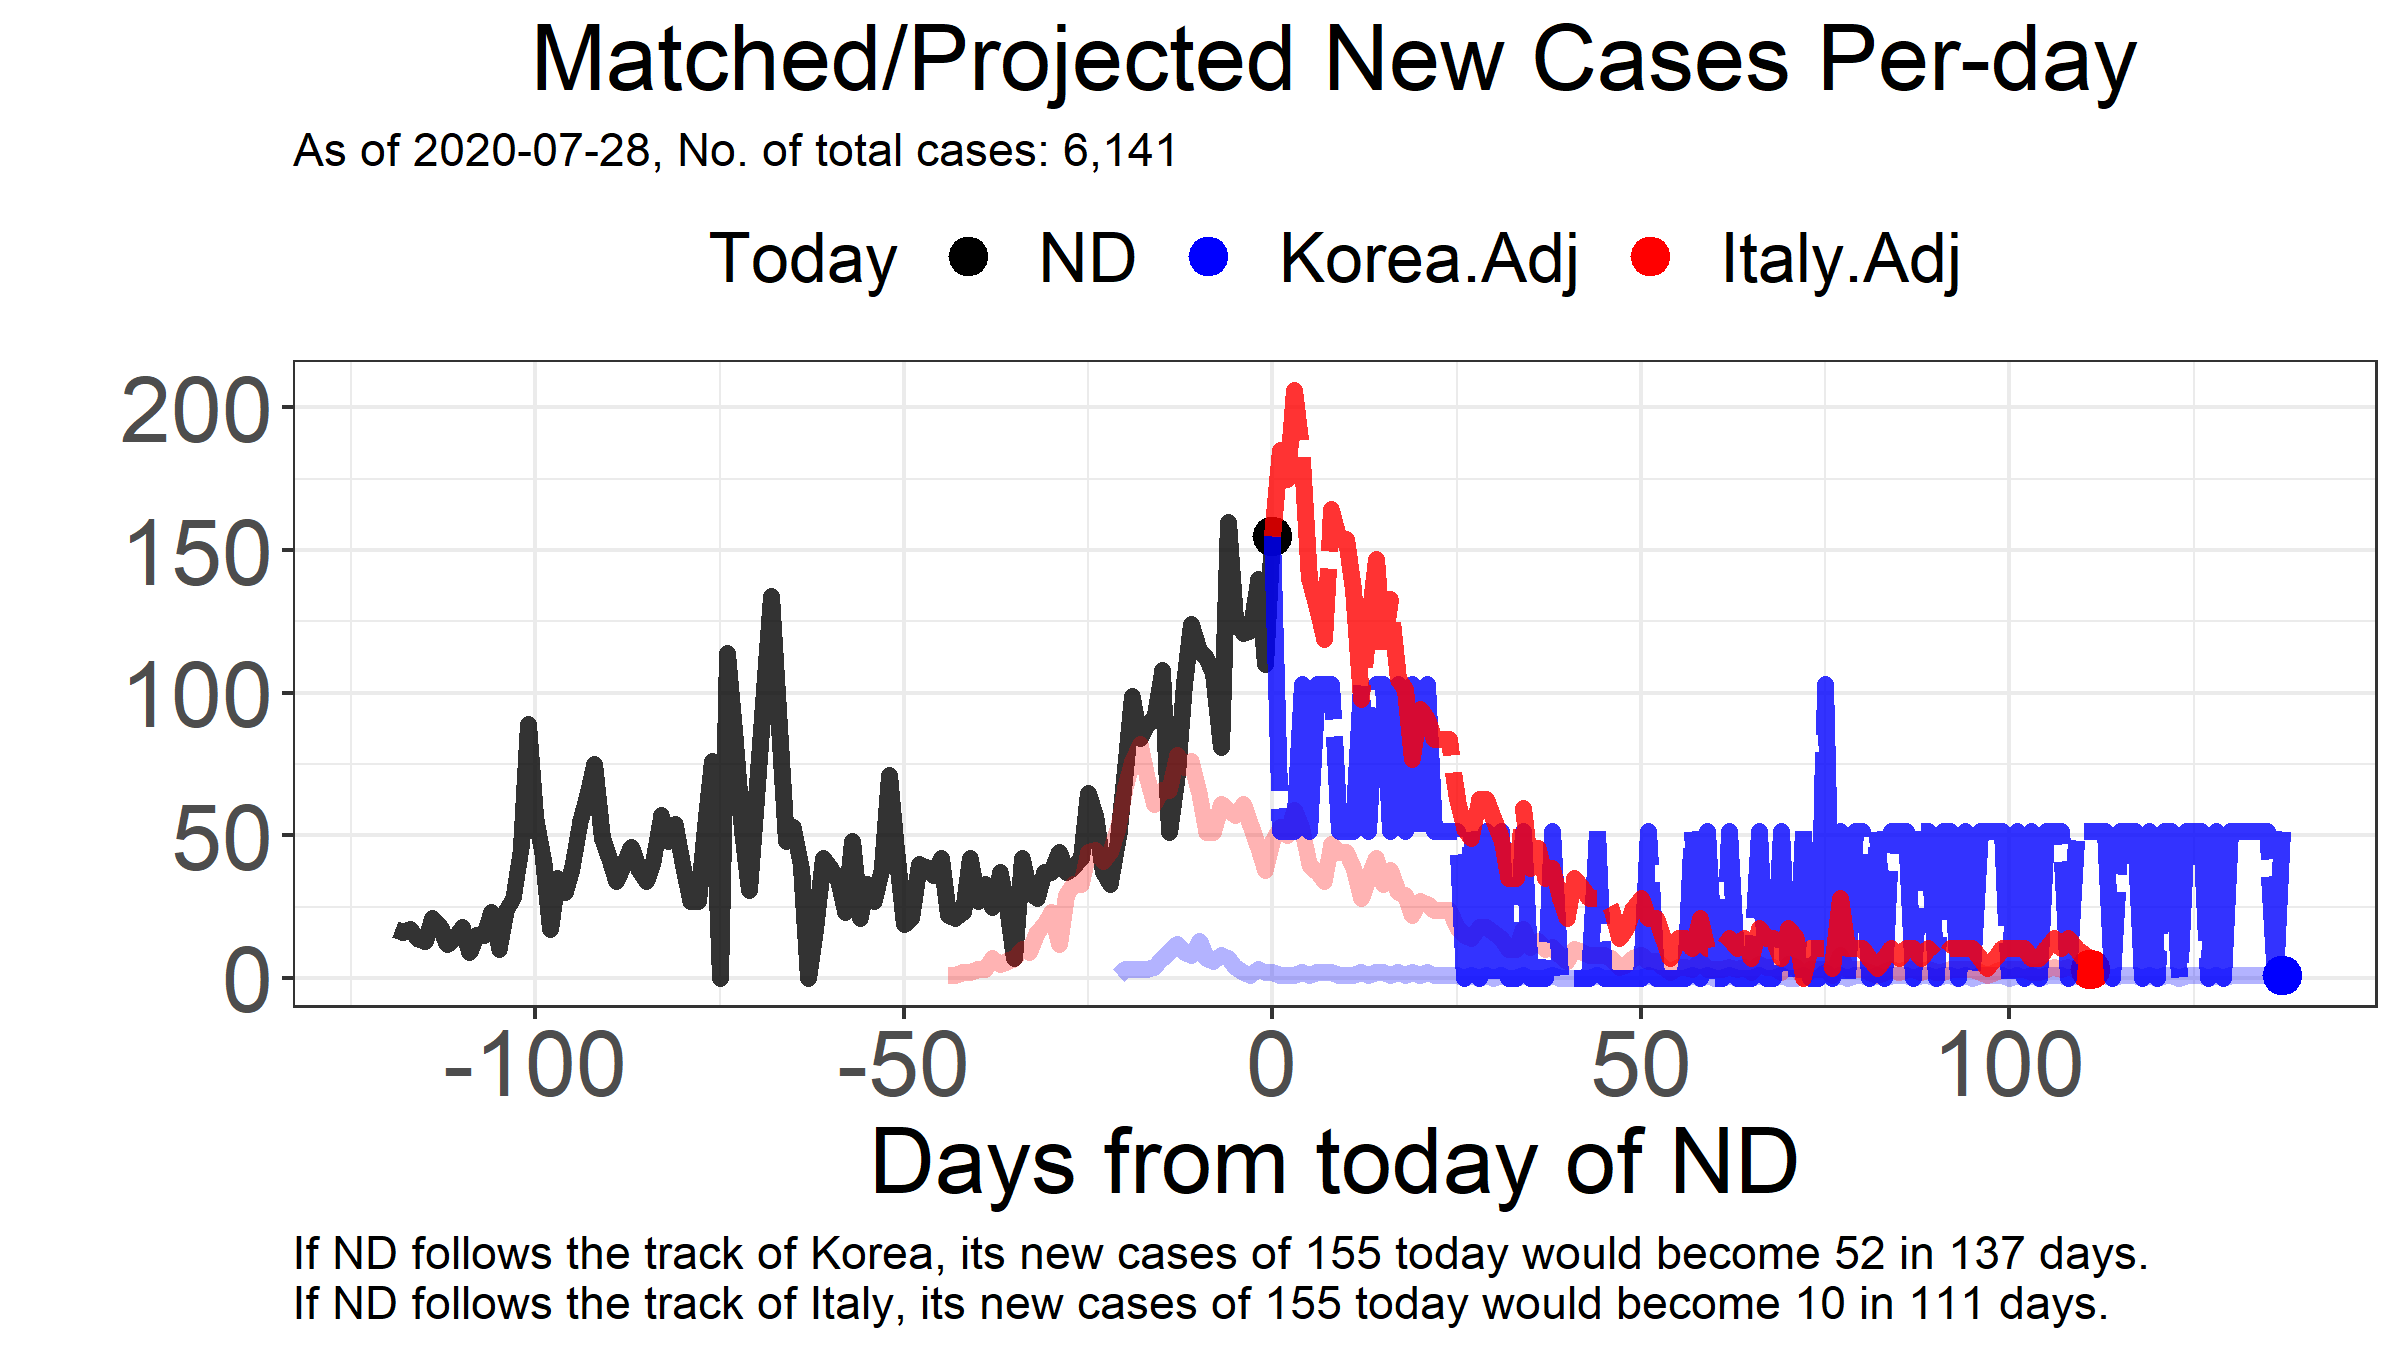 Matched/Projected New Cases Per-day
As of 2020-07-28, No. of total cases: 6,141
Today ND Korea.Adj Italy.Adj
200
150
100
50
0
-100 -50 0 50 100
Days from today of ND
If ND follows the track of Korea, its new cases of 155 today would become 52 in 137 days.
If ND follows the track of Italy, its new cases of 155 today would become 10 in 111 days.